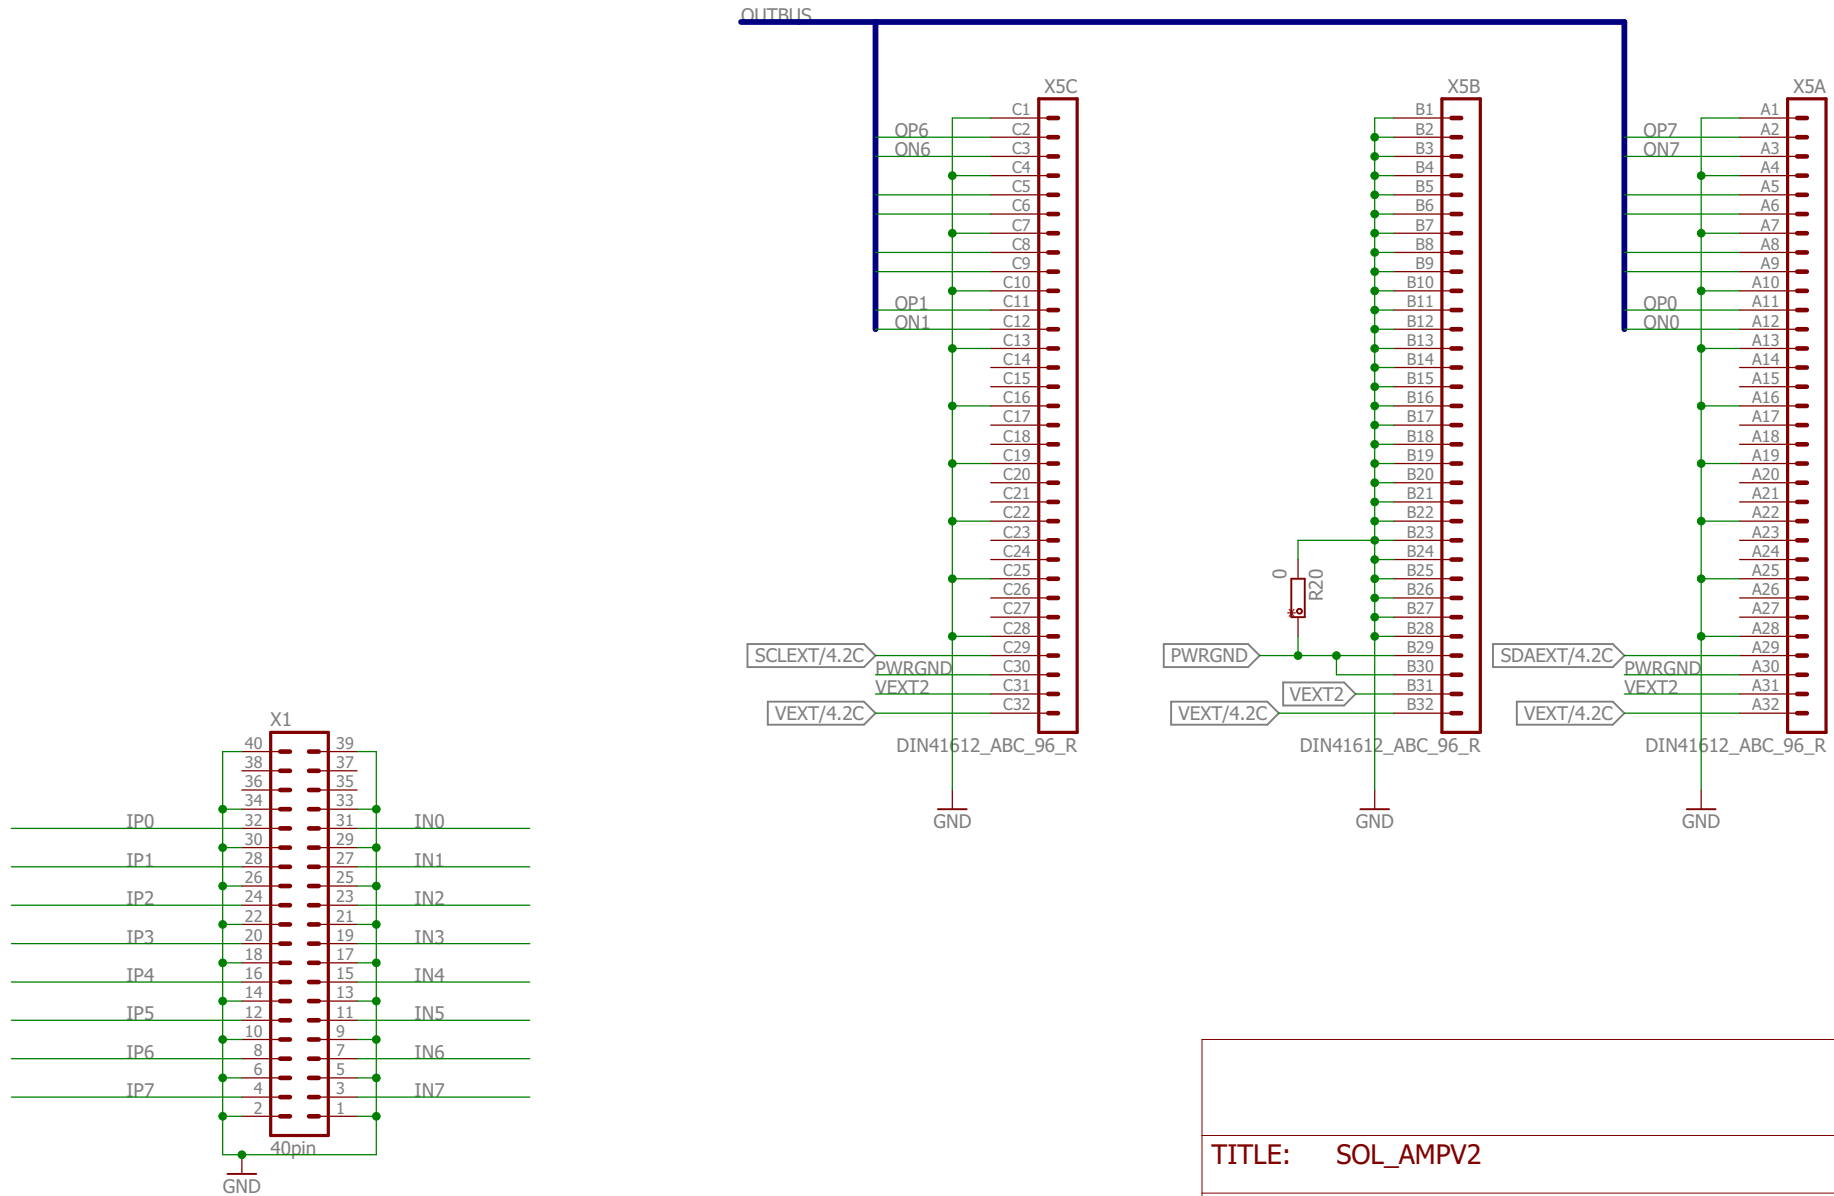 OUTBUS
X5C
X5B
X5A
C1
OP6 C2
ON6 C3
C4
C5
C6
C7
C8
C9
C10
OP1 C11
ON1 C12
C13
C14
C15
C16
C17
C18
C19
C20
C21
C22
C23
C24
C25
C26
C27
C28
SCLEXT/4.2C C29
PWRGND C30
VEXT2 C31
VEXT/4.2C C32
DIN41612_ABC_96_R
GND
B1
B2
B3
B4
B5
B6
B7
B8
B9
B10
B11
B12
B13
B14
B15
B16
B17
B18
B19
B20
B21
B22
B23
B24
B25
B26
B27
B28
0
R20
PWRGND B29
B30
VEXT2 B31
VEXT/4.2C B32
DIN41612_ABC_96_R
GND
A1
OP7 A2
ON7 A3
A4
A5
A6
A7
A8
A9
A10
OP0 A11
ON0 A12
A13
A14
A15
A16
A17
A18
A19
A20
A21
A22
A23
A24
A25
A26
A27
A28
SDAEXT/4.2C A29
PWRGND A30
VEXT2 A31
VEXT/4.2C A32
DIN41612_ABC_96_R
GND
X1
40 39
38 37
36 35
34 33
IP0 32 31 IN0
30 29
IP1 28 27 IN1
26 25
IP2 24 23 IN2
22 21
IP3 20 19 IN3
18 17
IP4 16 15 IN4
14 13
IP5 12 11 IN5
10 9
IP6 8 7 IN6
6 5
IP7 4 3 IN7
2 1
40pin
GND
TITLE: SOL_AMPV2